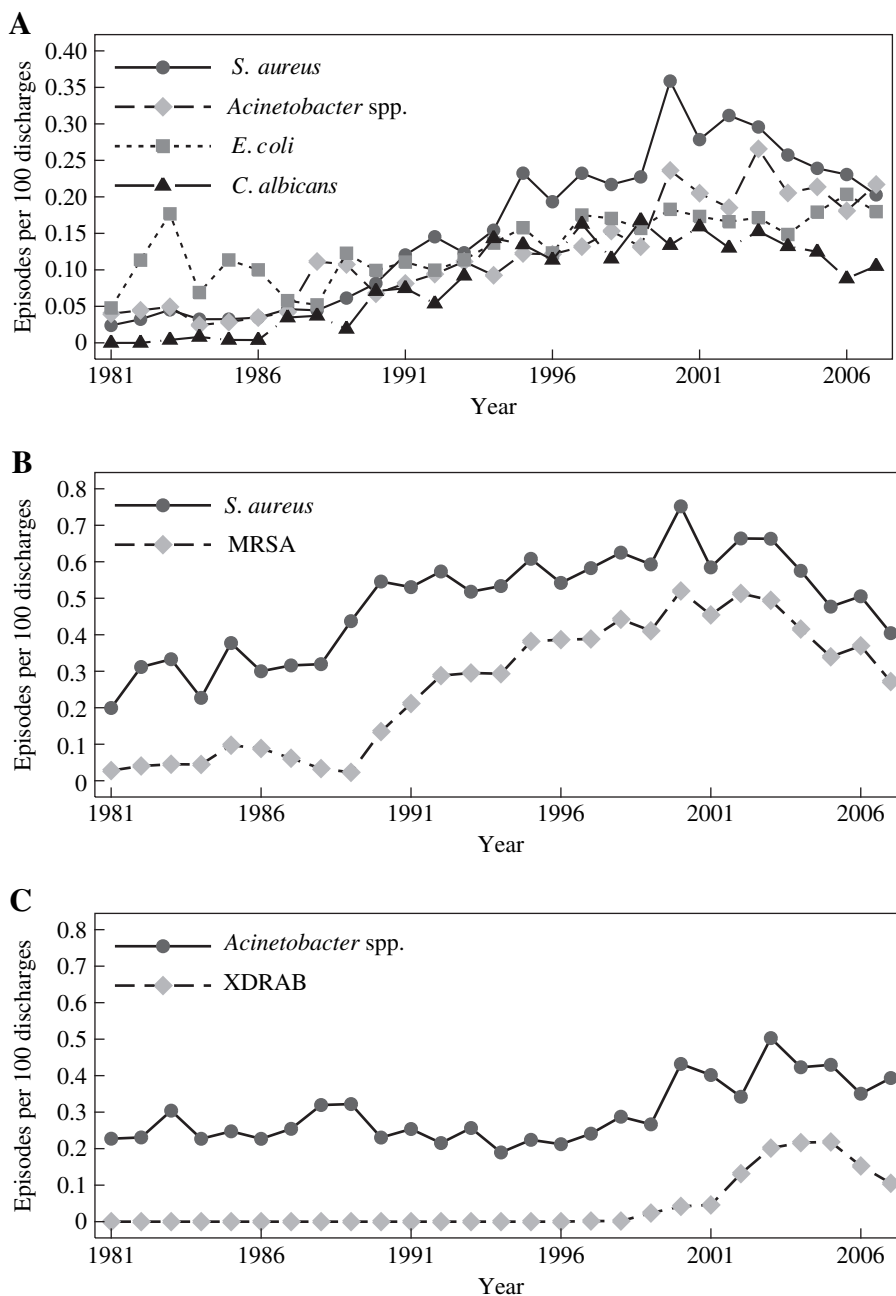 A
Episodes per 100 discharges
0.40
0.35
0.30
0.25
0.20
0.15
0.10
0.05
0
S. aureus
Acinetobacter spp.
E. coli
C. albicans
1981 1986 1991 1996 2001 2006
Year
B
Episodes per 100 discharges
0.8
0.7
0.6
0.5
0.4
0.3
0.2
0.1
0
S. aureus
MRSA
1981 1986 1991 1996 2001 2006
Year
C
Episodes per 100 discharges
0.8
0.7
0.6
0.5
0.4
0.3
0.2
0.1
0
Acinetobacter spp.
XDRAB
1981 1986 1991 1996 2001 2006
Year